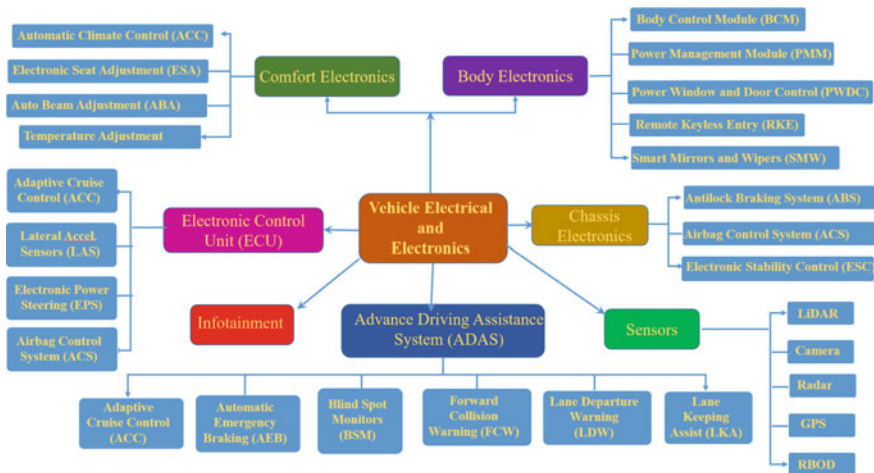 Automatic Climate Control (ACC)
Electronic Seat Adjustment (ESA)
Auto Beam Adjustment (ABA)
Temperature Adjustment
Comfort Electronics
Body Electronics
Body Control Module (BCM)
Power Management Module (PMM)
Power Window and Door Control (PWDC)
Remote Keyless Entry (RKE)
Smart Mirrors and Wipers (SMW)
Adaptive Cruise
Control (ACC)
Lateral Accel.
Sensors (LAS)
Electronic Power
Steering (EPS)
Airbag Control
System (ACS)
Electronic Control
Unit (ECU)
Vehicle Electrical
and
Electronics
Chassis
Electronics
Antilock Braking System (ABS)
Airbag Control System (ACS)
Electronic Stability Control (ESC)
Infotainment
Advance Driving Assistance
System (ADAS)
Sensors
LiDAR
Camera
Radar
GPS
RBOD
Adaptive
Cruise Control
(ACC)
Automatic
Emergency
Braking (AEB)
Blind Spot
Monitors
(BSM)
Forward
Collision
Warning (FCW)
Lane Departure
Warning
(LDW)
Lane
Keeping
Assist (LKA)